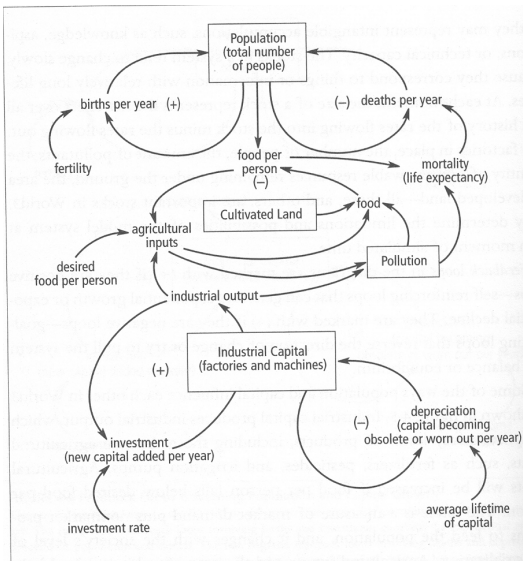 Population
(total number
of people)
births per year (+)
(–) deaths per year
fertility
food per
person
(–)
mortality
(life expectancy)
Cultivated Land
food
agricultural
inputs
Pollution
desired
food per person
industrial output
Industrial Capital
(factories and machines)
(+)
(–)
depreciation
(capital becoming
obsolete or worn out per year)
investment
(new capital added per year)
investment rate
average lifetime
of capital